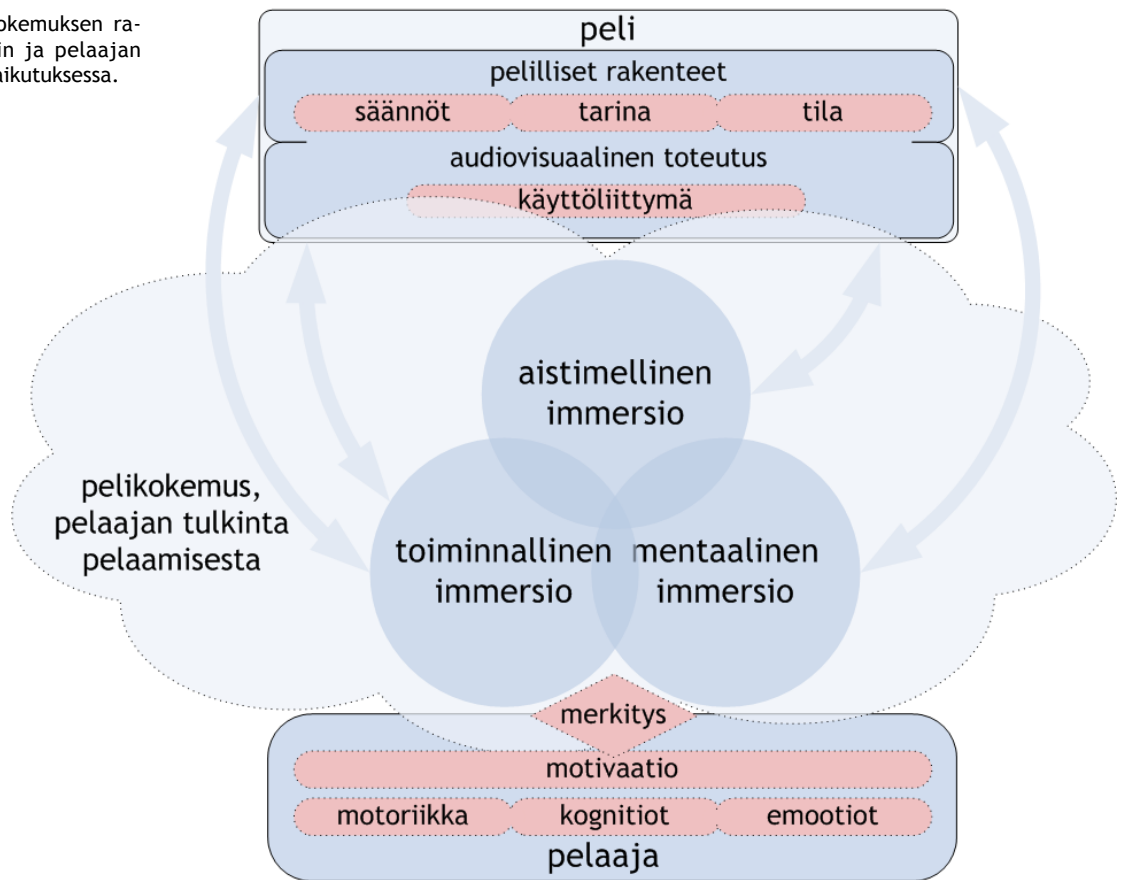 okemuksen ra-
in ja pelaajan
aikutuksessa.
peli
pelilliset rakenteet
säännöt tarina tila
audiovisuaalinen toteutus
käyttöliittymä
aistimellinen
immersio
pelikokemus,
pelaajan tulkinta
pelaamisesta
toiminnallinen
immersio
mentaalinen
immersio
merkitys
motivaatio
motoriikka kognitiot emootiot
pelaaja